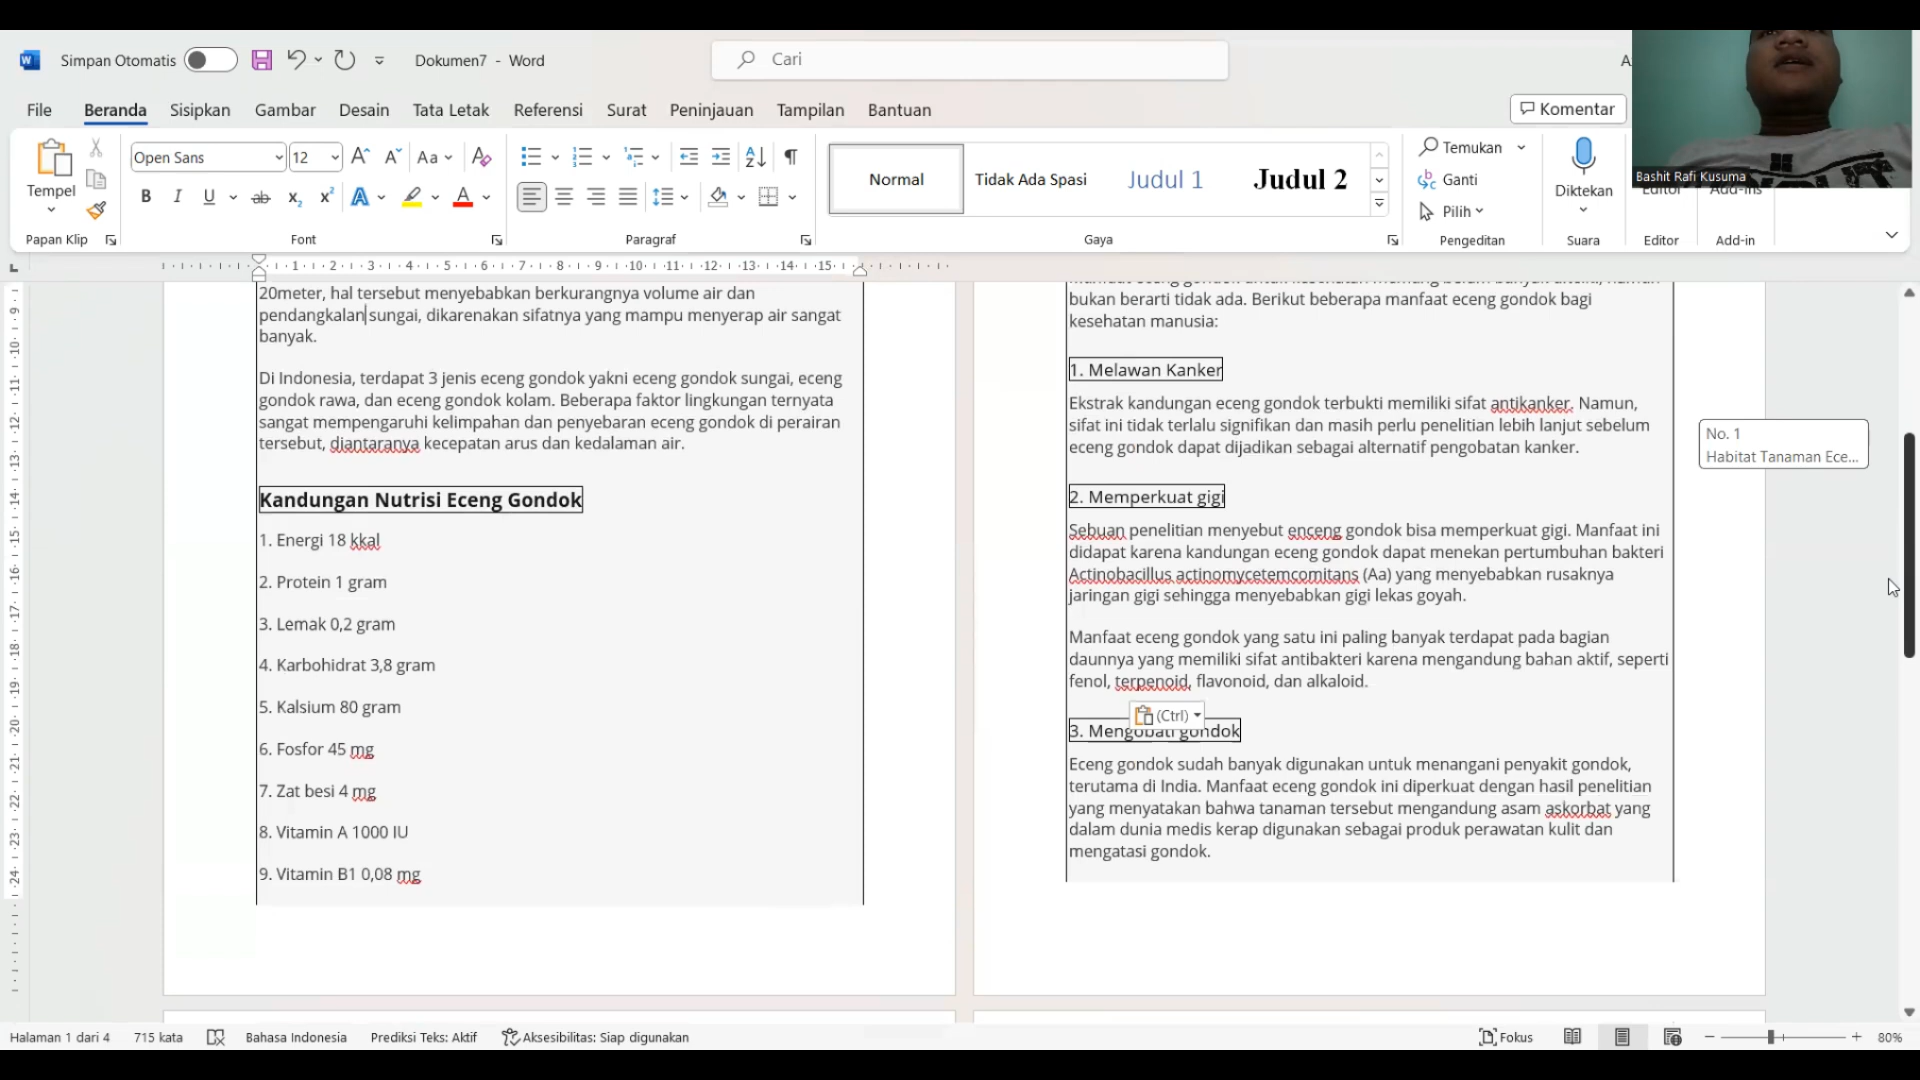 Simpan Otomatis
Dokumen7 - Word
Cari
File Beranda Sisipkan Gambar Desain Tata Letak Referensi Surat Peninjauan Tampilan Bantuan
Komentar
Tempel
Papan Klip
Open Sans 12
Font
Paragraf
Normal
Tidak Ada Spasi
Judul 1
Judul 2
Gaya
Temukan
Ganti
Pilih
Pengeditan
Diktekan
Suara
Editor
Editor
Add-ins
Add-in
Bashit Rafi Kusuma
20meter, hal tersebut menyebabkan berkurangnya volume air dan
pendangkalan sungai, dikarenakan sifatnya yang mampu menyerap air sangat
banyak.
Di Indonesia, terdapat 3 jenis eceng gondok yakni eceng gondok sungai, eceng
gondok rawa, dan eceng gondok kolam. Beberapa faktor lingkungan ternyata
sangat mempengaruhi kelimpahan dan penyebaran eceng gondok di perairan
tersebut, diantaranya kecepatan arus dan kedalaman air.
Kandungan Nutrisi Eceng Gondok
1. Energi 18 kkal
2. Protein 1 gram
3. Lemak 0,2 gram
4. Karbohidrat 3,8 gram
5. Kalsium 80 gram
6. Fosfor 45 mg
7. Zat besi 4 mg
8. Vitamin A 1000 IU
9. Vitamin B1 0,08 mg
bukan berarti tidak ada. Berikut beberapa manfaat eceng gondok bagi
kesehatan manusia:
1. Melawan Kanker
Ekstrak kandungan eceng gondok terbukti memiliki sifat antikanker. Namun,
sifat ini tidak terlalu signifikan dan masih perlu penelitian lebih lanjut sebelum
eceng gondok dapat dijadikan sebagai alternatif pengobatan kanker.
2. Memperkuat gigi
Sebuan penelitian menyebut enceng gondok bisa memperkuat gigi. Manfaat ini
didapat karena kandungan eceng gondok dapat menekan pertumbuhan bakteri
Actinobacillus actinomycetemcomitans (Aa) yang menyebabkan rusaknya
jaringan gigi sehingga menyebabkan gigi lekas goyah.
Manfaat eceng gondok yang satu ini paling banyak terdapat pada bagian
daunnya yang memiliki sifat antibakteri karena mengandung bahan aktif, seperti
fenol, terpenoid, flavonoid, dan alkaloid.
(Ctrl)
3. Mengobati gondok
Eceng gondok sudah banyak digunakan untuk menangani penyakit gondok,
terutama di India. Manfaat eceng gondok ini diperkuat dengan hasil penelitian
yang menyatakan bahwa tanaman tersebut mengandung asam askorbat yang
dalam dunia medis kerap digunakan sebagai produk perawatan kulit dan
mengatasi gondok.
No. 1
Habitat Tanaman Ece...
Halaman 1 dari 4 715 kata Bahasa Indonesia Prediksi Teks: Aktif Aksesibilitas: Siap digunakan Fokus 80%